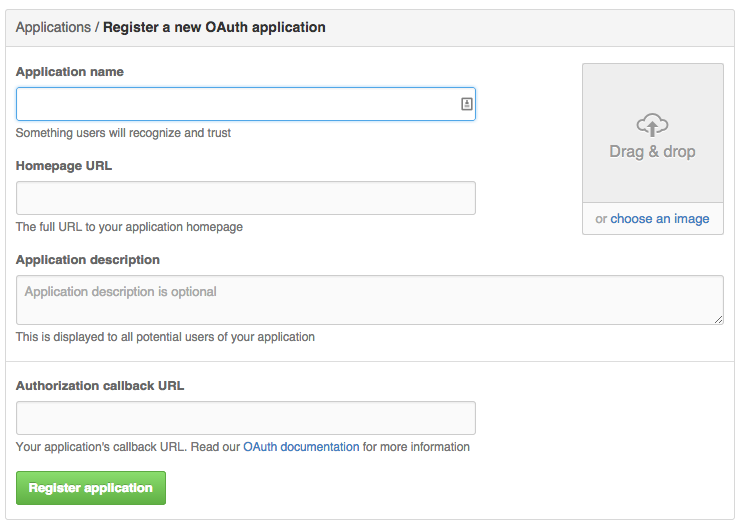 Applications / Register a new OAuth application
Application name
Something users will recognize and trust
Homepage URL
The full URL to your application homepage
Drag & drop
or choose an image
Application description
Application description is optional
This is displayed to all potential users of your application
Authorization callback URL
Your application's callback URL. Read our OAuth documentation for more information
Register application